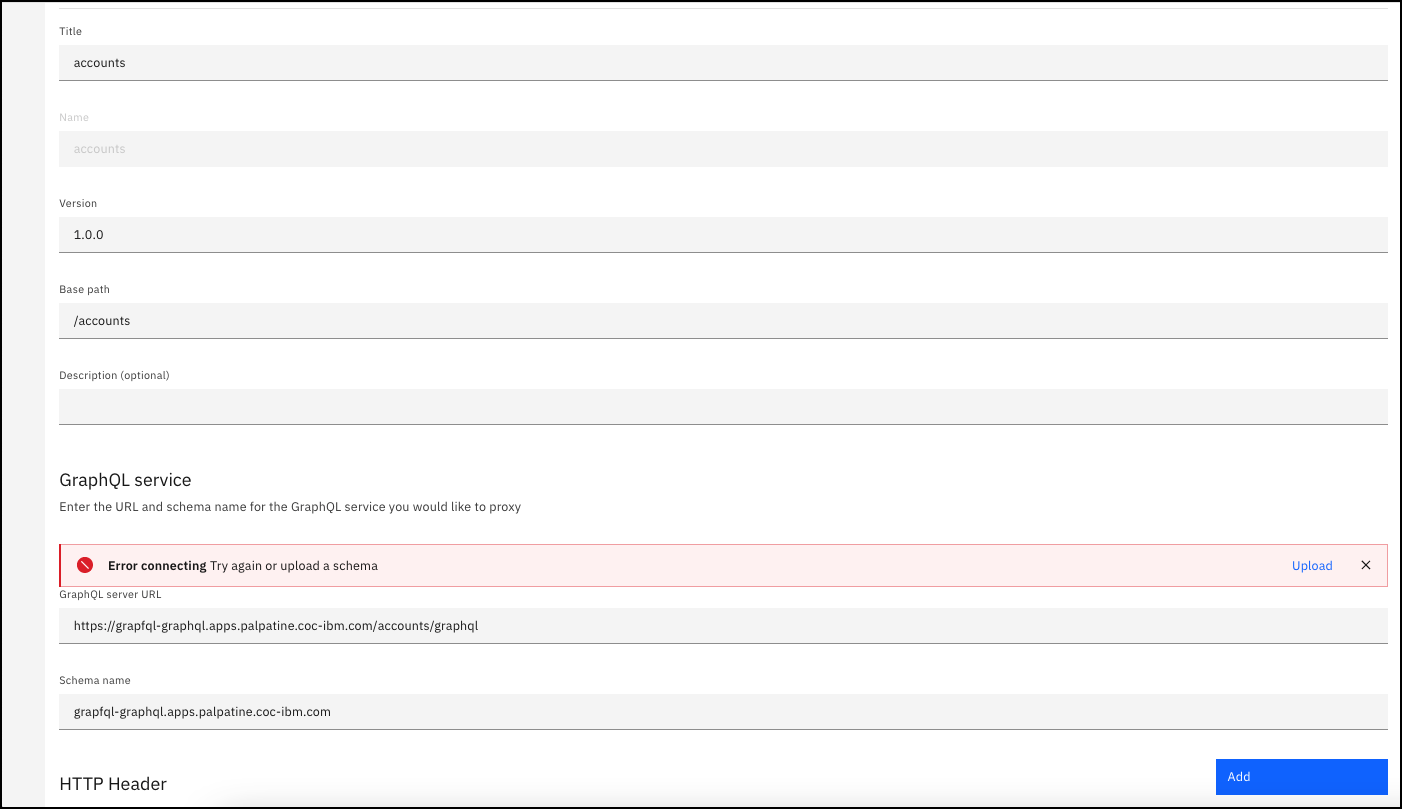 Title
accounts
Name
accounts
Version
1.0.0
Base path
/accounts
Description (optional)
GraphQL service
Enter the URL and schema name for the GraphQL service you would like to proxy
Error connecting Try again or upload a schema Upload
GraphQL server URL
https://grapfql-graphql.apps.palpatine.coc-ibm.com/accounts/graphql
Schema name
grapfql-graphql.apps.palpatine.coc-ibm.com
HTTP Header
Add